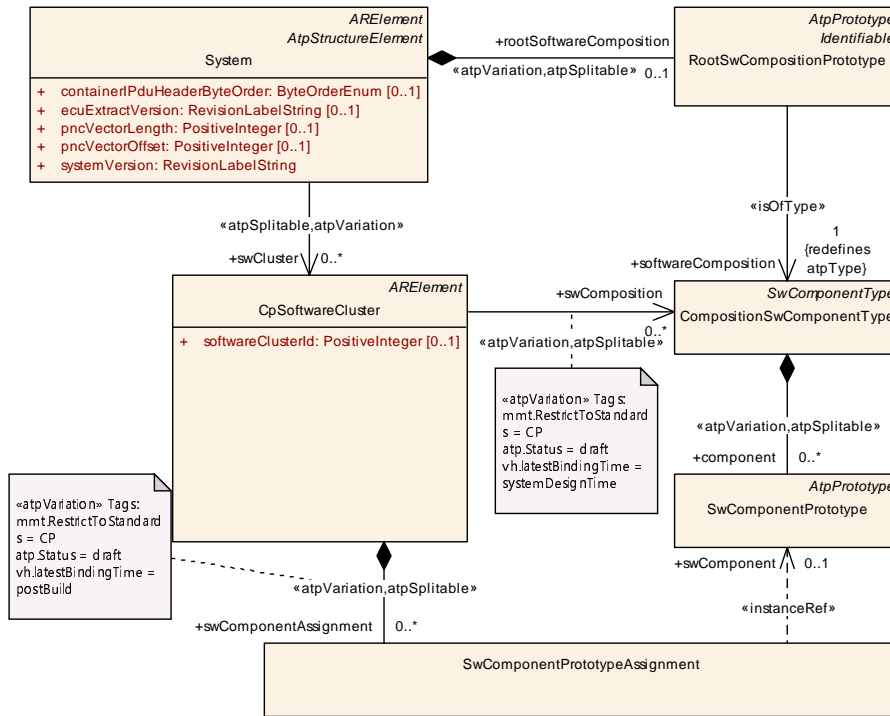 ARElement
AtpStructureElement
System
+ containerIPduHeaderByteOrder: ByteOrderEnum [0..1]
+ ecuExtractVersion: RevisionLabelString [0..1]
+ pncVectorLength: PositiveInteger [0..1]
+ pncVectorOffset: PositiveInteger [0..1]
+ systemVersion: RevisionLabelString
+rootSoftwareComposition
«atpVariation,atpSplitable» 0..1
AtpPrototype
Identifiable
RootSwCompositionPrototype
«atpSplitable,atpVariation»
+swCluster 0..*
«isOfType»
1
{redefines
+softwareComposition atpType}
ARElement
CpSoftwareCluster
+ softwareClusterId: PositiveInteger [0..1]
+swComposition
0..*
«atpVariation,atpSplitable»
SwComponentType
CompositionSwComponentType
«atpVariation» Tags:
mmt.RestrictToStandard
s = CP
atp.Status = draft
vh.latestBindingTime =
systemDesignTime
«atpVariation,atpSplitable»
+component 0..*
AtpPrototype
SwComponentPrototype
«atpVariation» Tags:
mmt.RestrictToStandard
s = CP
atp.Status = draft
vh.latestBindingTime =
postBuild
«atpVariation,atpSplitable»
+swComponentAssignment 0..*
+swComponent 0..1
«instanceRef»
SwComponentPrototypeAssignment